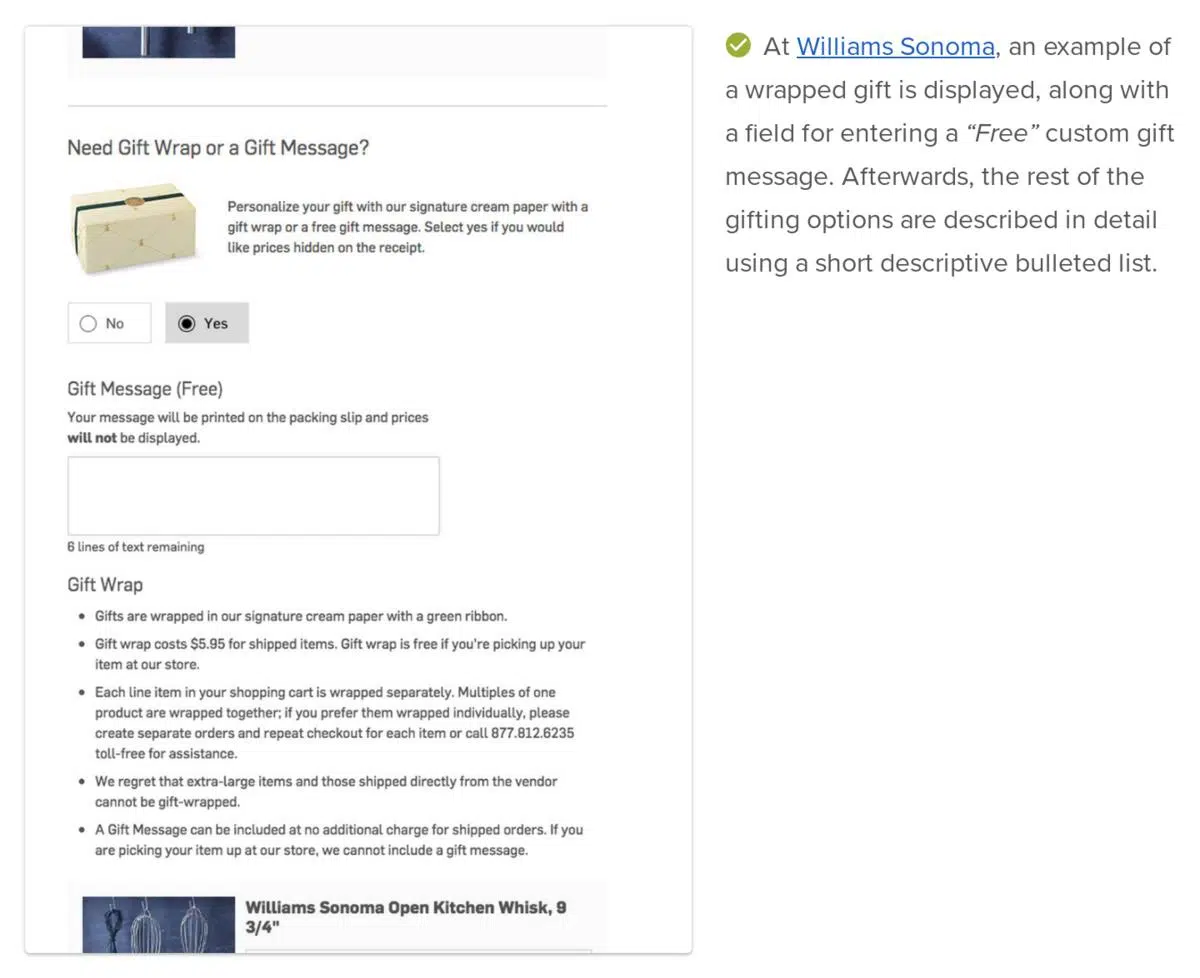 Need Gift Wrap or a Gift Message?
Personalize your gift with our signature cream paper with a
gift wrap or a free gift message. Select yes if you would
like prices hidden on the receipt.
No
Yes
Gift Message (Free)
Your message will be printed on the packing slip and prices
will not be displayed.
6 lines of text remaining
Gift Wrap
• Gifts are wrapped in our signature cream paper with a green ribbon.
• Gift wrap costs $5.95 for shipped items. Gift wrap is free if you're picking up your
item at our store.
• Each line item in your shopping cart is wrapped separately. Multiples of one
product are wrapped together; if you prefer them wrapped individually, please
create separate orders and repeat checkout for each item or call 877.812.6235
toll-free for assistance.
• We regret that extra-large items and those shipped directly from the vendor
cannot be gift-wrapped.
• A Gift Message can be included at no additional charge for shipped orders. If you
are picking your item up at our store, we cannot include a gift message.
Williams Sonoma Open Kitchen Whisk, 9
3/4"
At Williams Sonoma, an example of
a wrapped gift is displayed, along with
a field for entering a “Free” custom gift
message. Afterwards, the rest of the
gifting options are described in detail
using a short descriptive bulleted list.